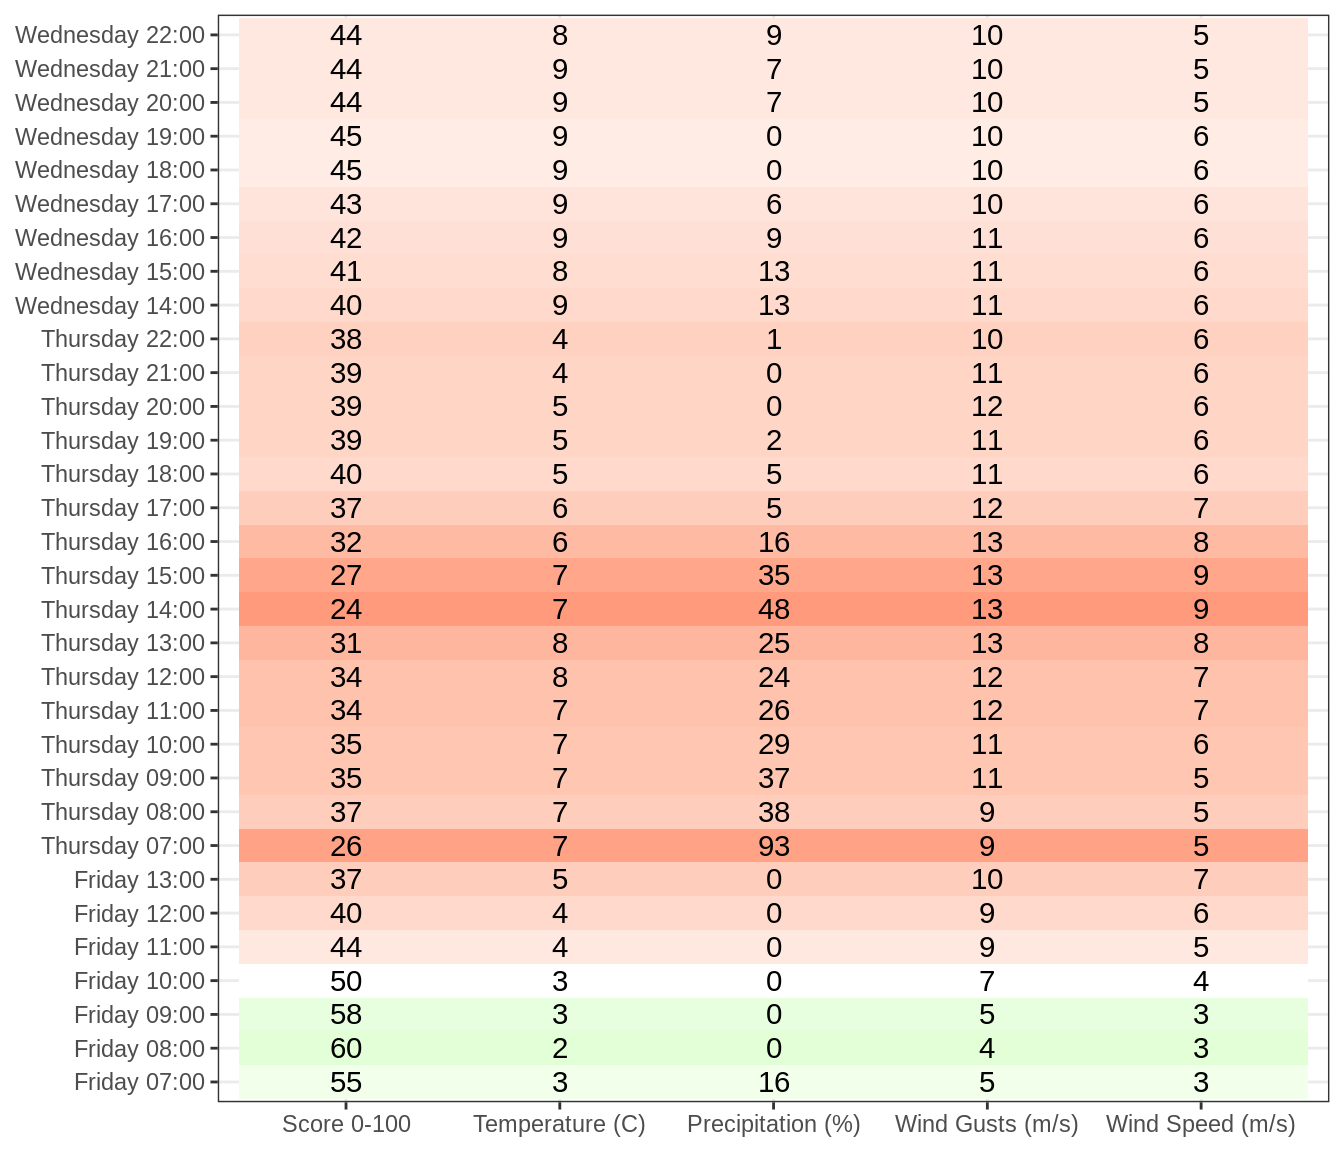 Wednesday 22:00 44 8 9 10 5
Wednesday 21:00 44 9 7 10 5
Wednesday 20:00 44 9 7 10 5
Wednesday 19:00 45 9 0 10 6
Wednesday 18:00 45 9 0 10 6
Wednesday 17:00 43 9 6 10 6
Wednesday 16:00 42 9 9 11 6
Wednesday 15:00 41 8 13 11 6
Wednesday 14:00 40 9 13 11 6
Thursday 22:00 38 4 1 10 6
Thursday 21:00 39 4 0 11 6
Thursday 20:00 39 5 0 12 6
Thursday 19:00 39 5 2 11 6
Thursday 18:00 40 5 5 11 6
Thursday 17:00 37 6 5 12 7
Thursday 16:00 32 6 16 13 8
Thursday 15:00 27 7 35 13 9
Thursday 14:00 24 7 48 13 9
Thursday 13:00 31 8 25 13 8
Thursday 12:00 34 8 24 12 7
Thursday 11:00 34 7 26 12 7
Thursday 10:00 35 7 29 11 6
Thursday 09:00 35 7 37 11 5
Thursday 08:00 37 7 38 9 5
Thursday 07:00 26 7 93 9 5
Friday 13:00 37 5 0 10 7
Friday 12:00 40 4 0 9 6
Friday 11:00 44 4 0 9 5
Friday 10:00 50 3 0 7 4
Friday 09:00 58 3 0 5 3
Friday 08:00 60 2 0 4 3
Friday 07:00 55 3 16 5 3
Score 0-100 Temperature (C) Precipitation (%) Wind Gusts (m/s) Wind Speed (m/s)